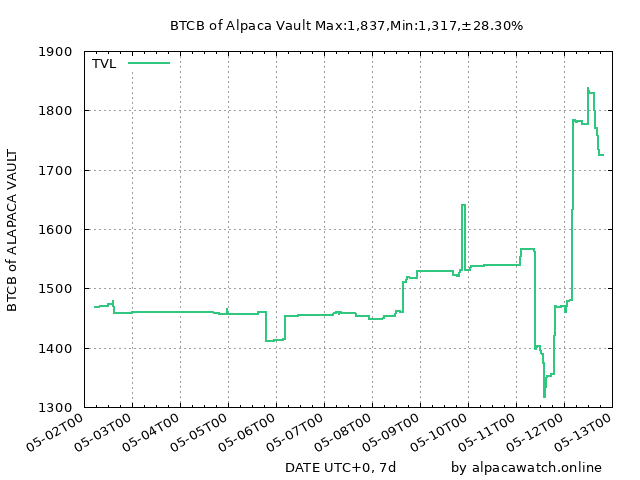 BTCB of Alpaca Vault Max:1,837,Min:1,317,±28.30%
TVL
1900
1800
1700
1600
1500
1400
1300
BTCB of ALAPACA VAULT
05-02T00
05-03T00
05-04T00
05-05T00
05-06T00
05-07T00
05-08T00
05-09T00
05-10T00
05-11T00
05-12T00
05-13T00
DATE UTC+0, 7d
by alpacawatch.online